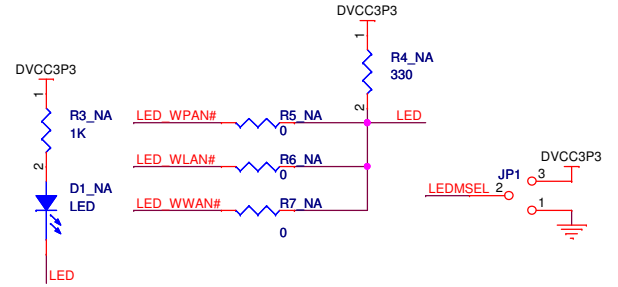 DVCC3P3
1
R4_NA
330
2
DVCC3P3
1
R3_NA
1K
2
D1_NA
LED
LED
LED_WPAN#
R5_NA
0
LED
LED_WLAN#
R6_NA
0
LED_WWAN#
R7_NA
0
DVCC3P3
JP1
3
LEDMSEL
2
1